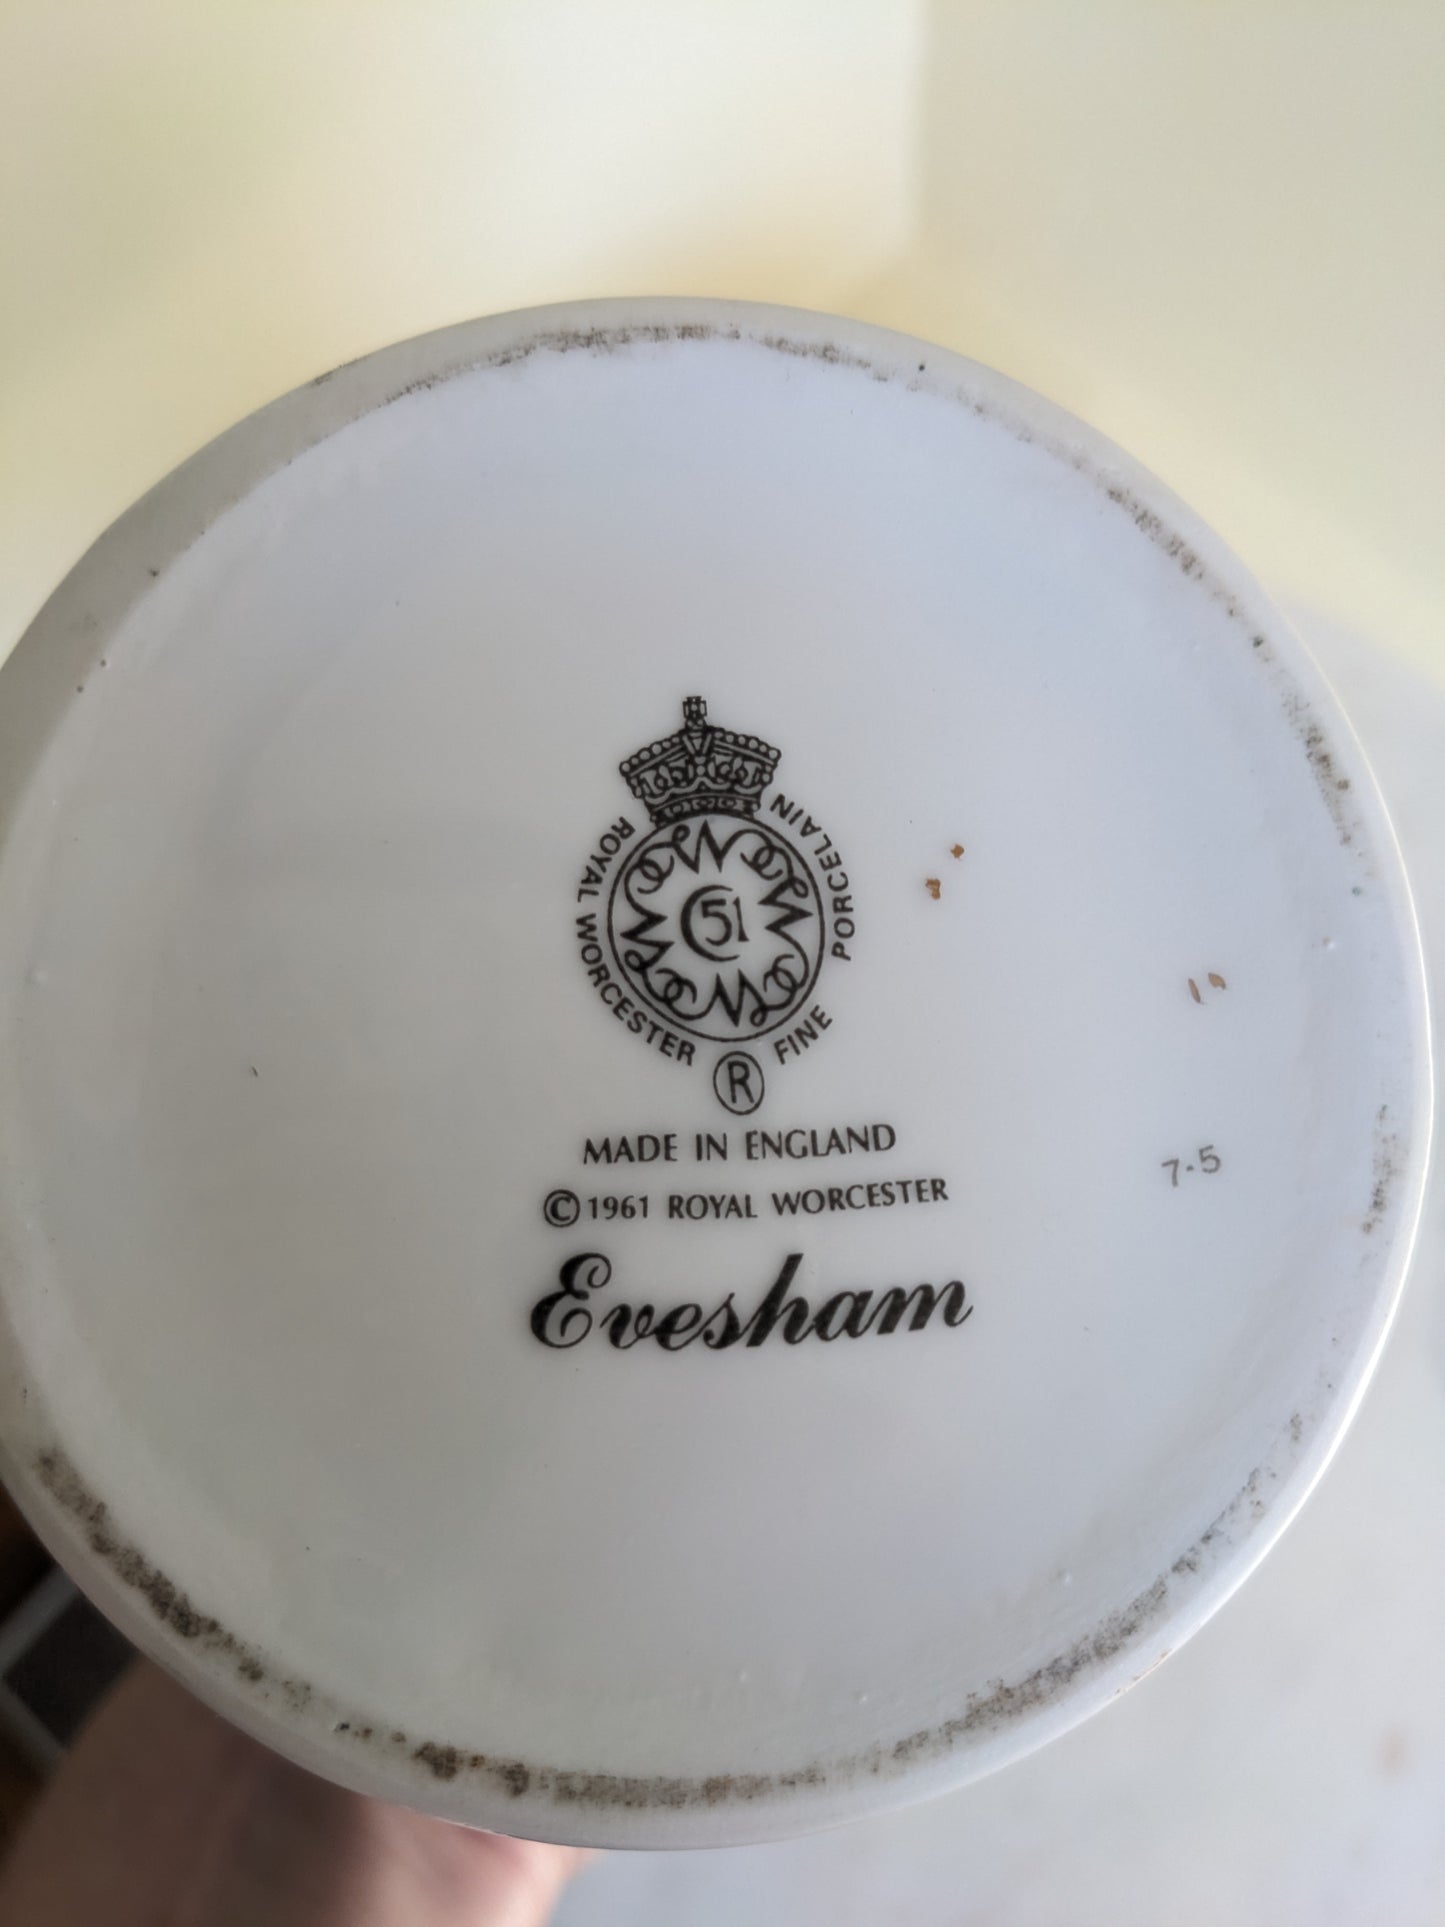 ROYAL WORCESTER FINE PORCELAIN
51
®
MADE IN ENGLAND
© 1961 ROYAL WORCESTER
Evesham
7·5